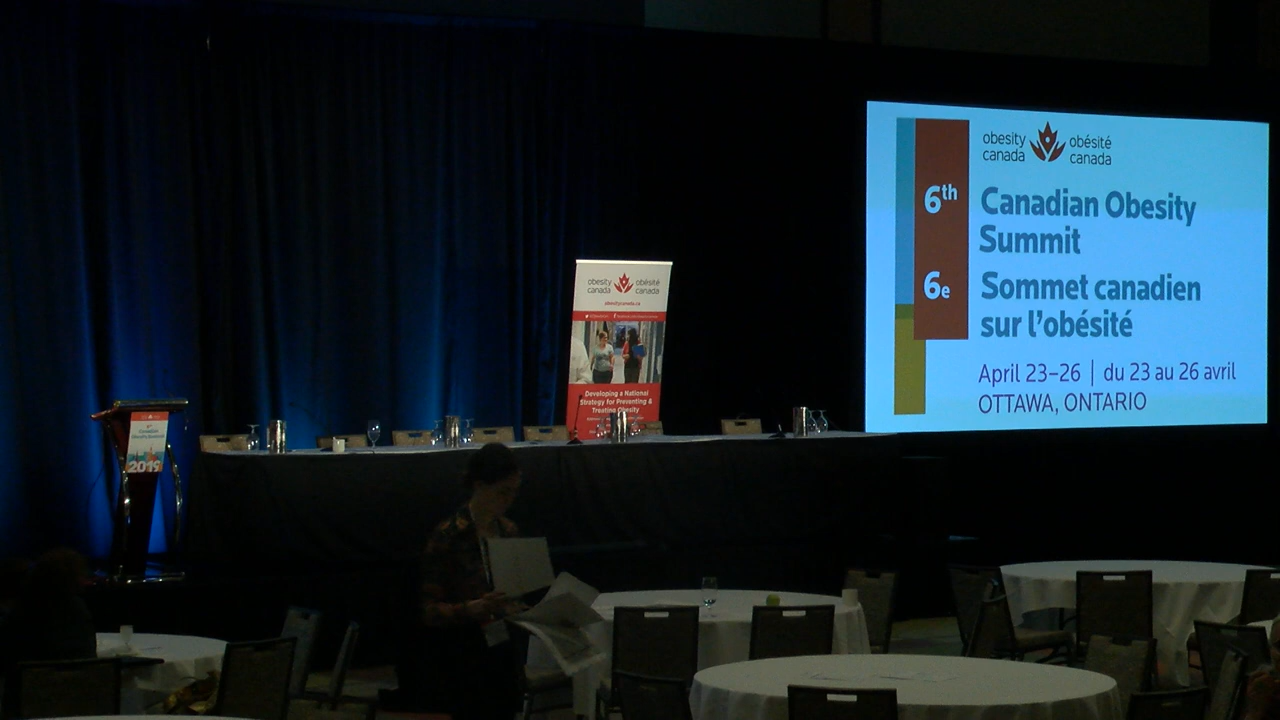 obesity canada obésité canada
6th Canadian Obesity
Summit
6e Sommet canadien
sur l'obésité
April 23–26 | du 23 au 26 avril
OTTAWA, ONTARIO
obesity canada obésité canada
obesitycanada.ca
Developing a National
Strategy for Preventing &
Treating Obesity
2019